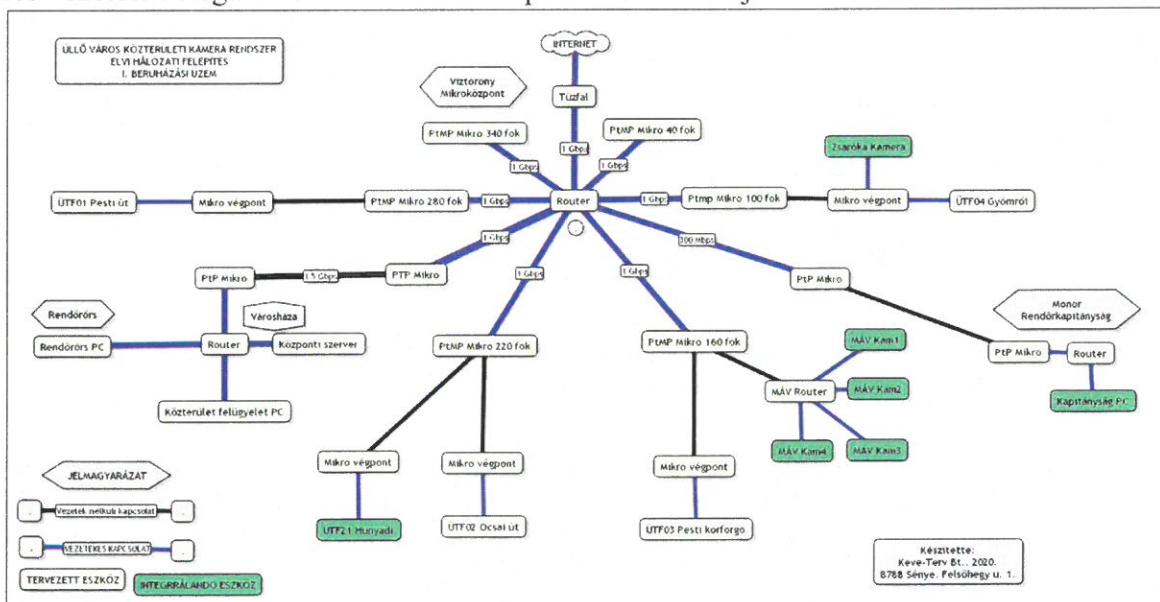 ÜLLŐ VÁROS KÖZTERÜLETI KAMERA RENDSZER
ELVI HÁLÓZATI FELÉPÍTÉS
I. BERUHÁZÁSI ÜZEM
INTERNET
Tűzfal
Víztorony
Mikroközpont
PtMP Mikro 340 fok
PtMP Mikro 40 fok
1 Gbps
1 Gbps
1 Gbps
Zsaróka Kamera
ÜTF01 Pesti út
Mikro végpont
PtMP Mikro 280 fok
1 Gbps
Router
1 Gbps
Ptmp Mikro 100 fok
Mikro végpont
ÜTF04 Gyömrői
1 Gbps
300 Mbps
PtP Mikro
1.5 Gbps
PTP Mikro
1 Gbps
1 Gbps
PtP Mikro
Rendőrörs
Városháza
Monor
Rendőrkapitányság
Rendőrörs PC
Router
Központi szerver
PtMP Mikro 220 fok
PtMP Mikro 160 fok
MÁV Kam1
PtP Mikro
Router
MÁV Router
MÁV Kam2
Kapitányság PC
Közterület felügyelet PC
MÁV Kam4
MÁV Kam3
Mikro végpont
Mikro végpont
Mikro végpont
JELMAGYARÁZAT
Vezeték nélküli kapcsolat
ÜTF21 Hunyadi
ÜTF02 Ócsai út
ÜTF03 Pesti körforgó
VEZETÉKES KAPCSOLAT
TERVEZETT ESZKÖZ
INTEGRRÁLANDÓ ESZKÖZ
Készítette:
Keve-Terv Bt., 2020.
8788 Sénye, Felsőhegy u. 1.